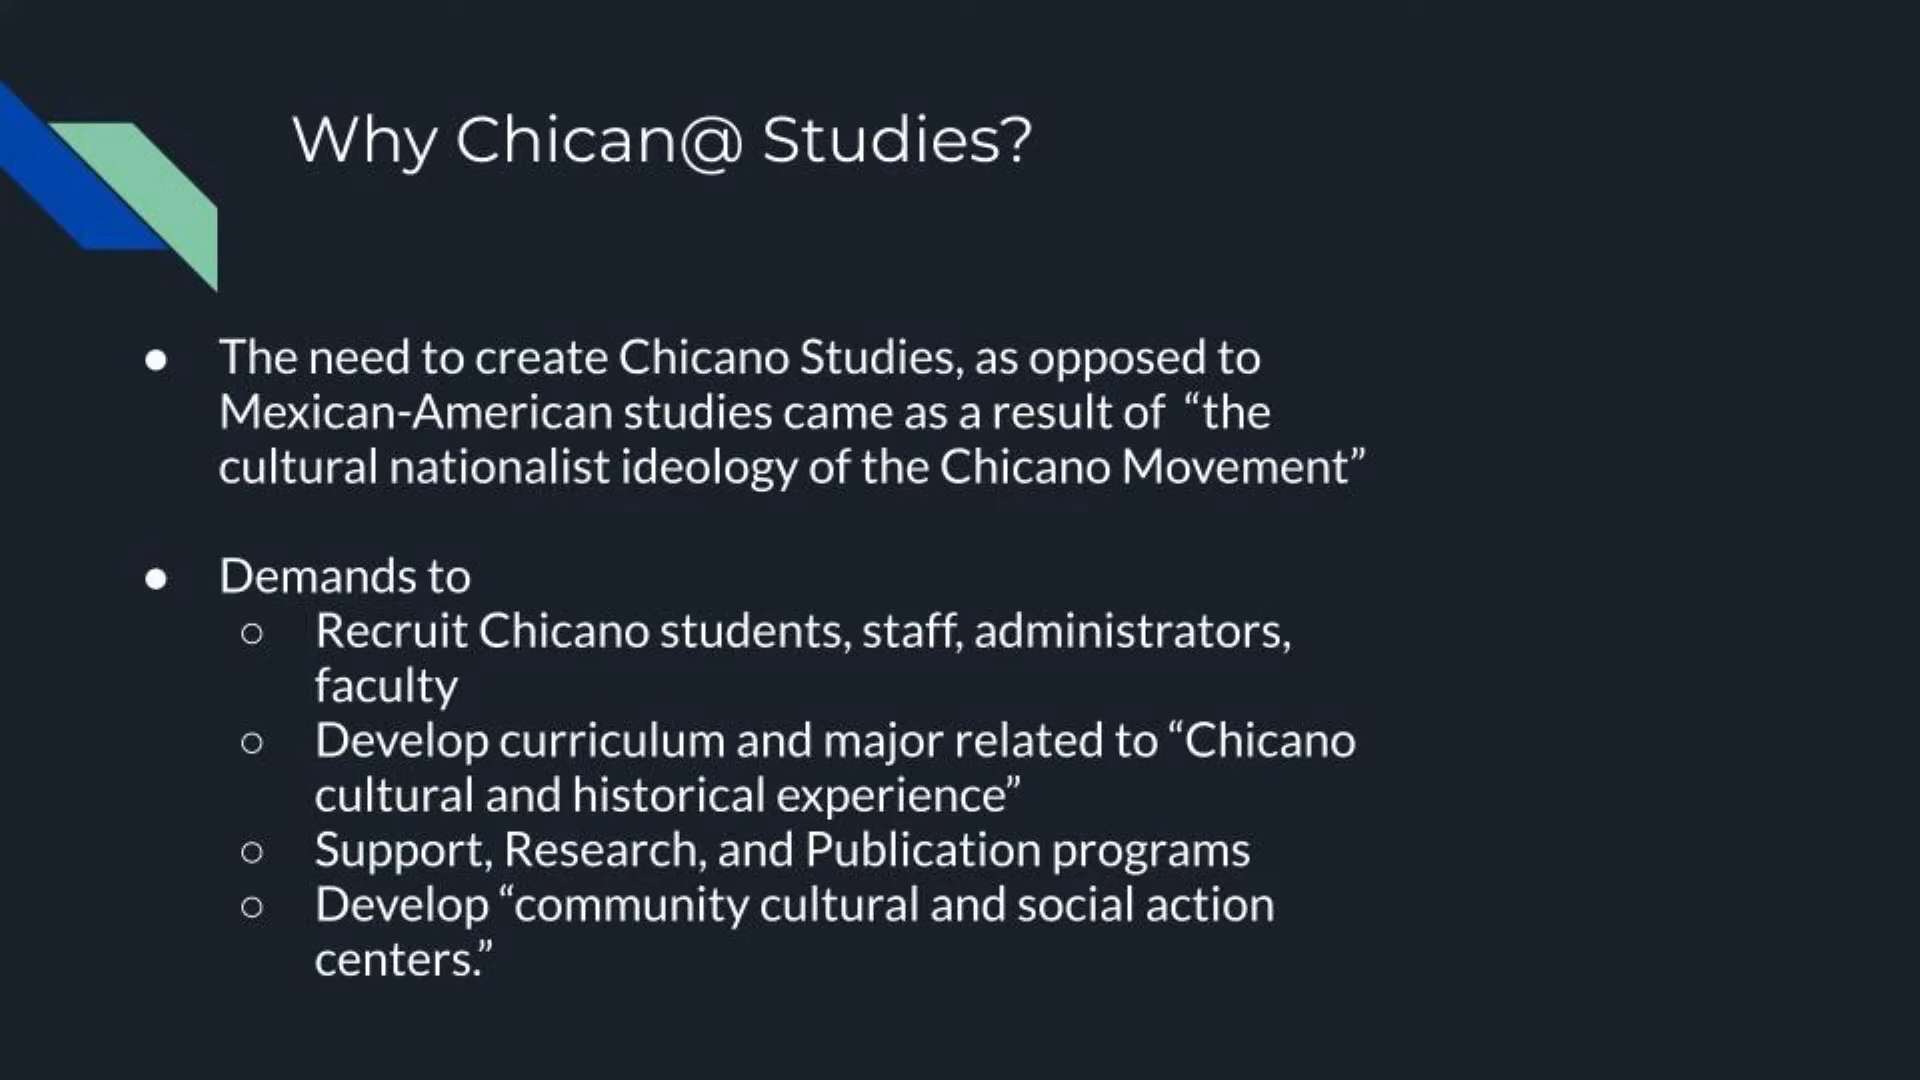 Why Chican@ Studies?
● The need to create Chicano Studies, as opposed to
Mexican-American studies came as a result of “the
cultural nationalist ideology of the Chicano Movement”
● Demands to
○ Recruit Chicano students, staff, administrators,
faculty
○ Develop curriculum and major related to “Chicano
cultural and historical experience”
○ Support, Research, and Publication programs
○ Develop “community cultural and social action
centers.”